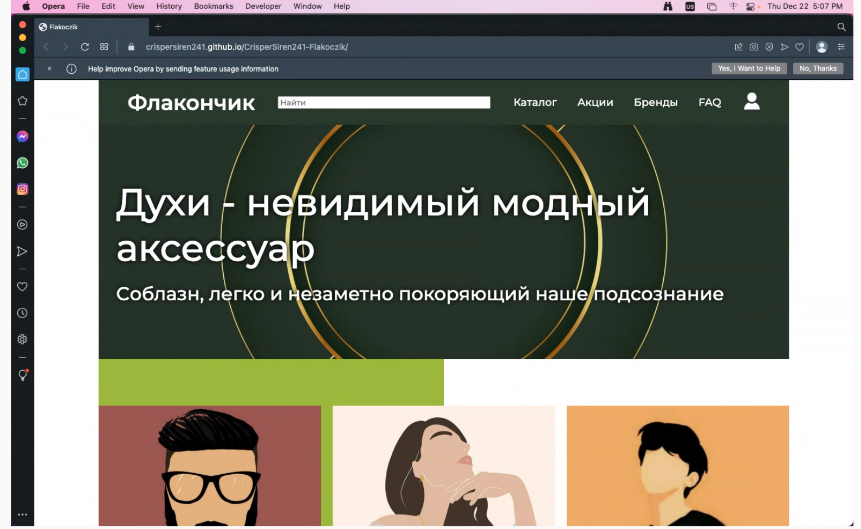 Opera File Edit View History Bookmarks Developer Window Help US Thu Dec 22 5:07 PM
Flakoczik
crispersiren241.github.io/CrisperSiren241-Flakoczik/
Help improve Opera by sending feature usage information Yes, I Want to Help No, Thanks
Флакончик Найти Каталог Акции Бренды FAQ
Духи - невидимый модный
аксессуар
Соблазн, легко и незаметно покоряющий наше подсознание